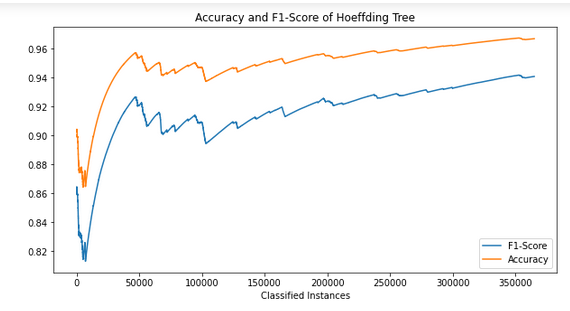 Accuracy and F1-Score of Hoeffding Tree
0.96
0.94
0.92
0.90
0.88
0.86
0.84
0.82
0 50000 100000 150000 200000 250000 300000 350000
Classified Instances
F1-Score
Accuracy